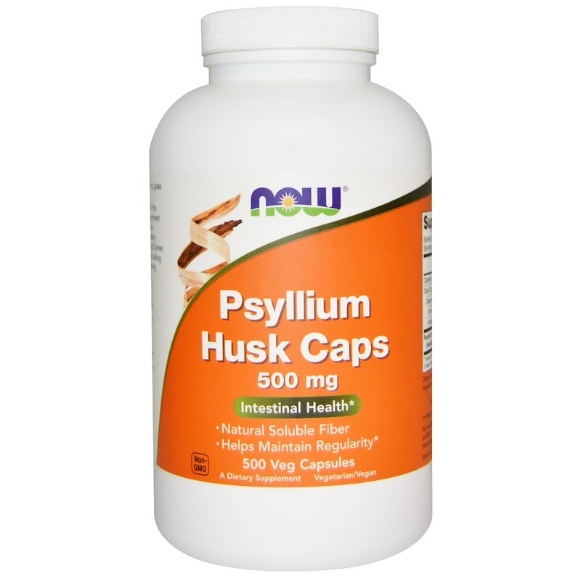 now®
Psyllium
Husk Caps
500 mg
Intestinal Health*
• Natural Soluble Fiber
• Helps Maintain Regularity*
500 Veg Capsules
Non-
GMO
A Dietary Supplement Vegetarian/Vegan